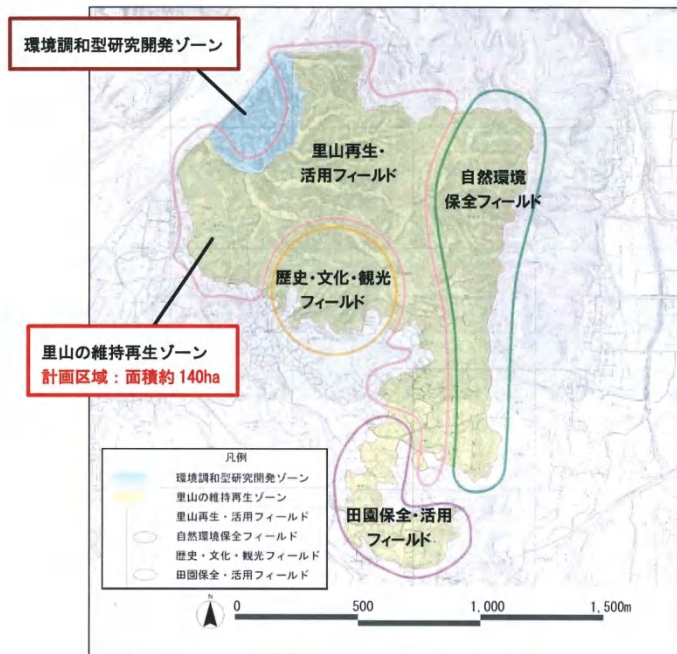 環境調和型研究開発ゾーン
里山再生・
活用フィールド
自然環境
保全フィールド
歴史・文化・観光
フィールド
里山の維持再生ゾーン
計画区域：面積約140ha
田園保全・活用
フィールド
凡例
環境調和型研究開発ゾーン
里山の維持再生ゾーン
里山再生・活用フィールド
自然環境保全フィールド
歴史・文化・観光フィールド
田園保全・活用フィールド
N
0 500 1,000 1,500m